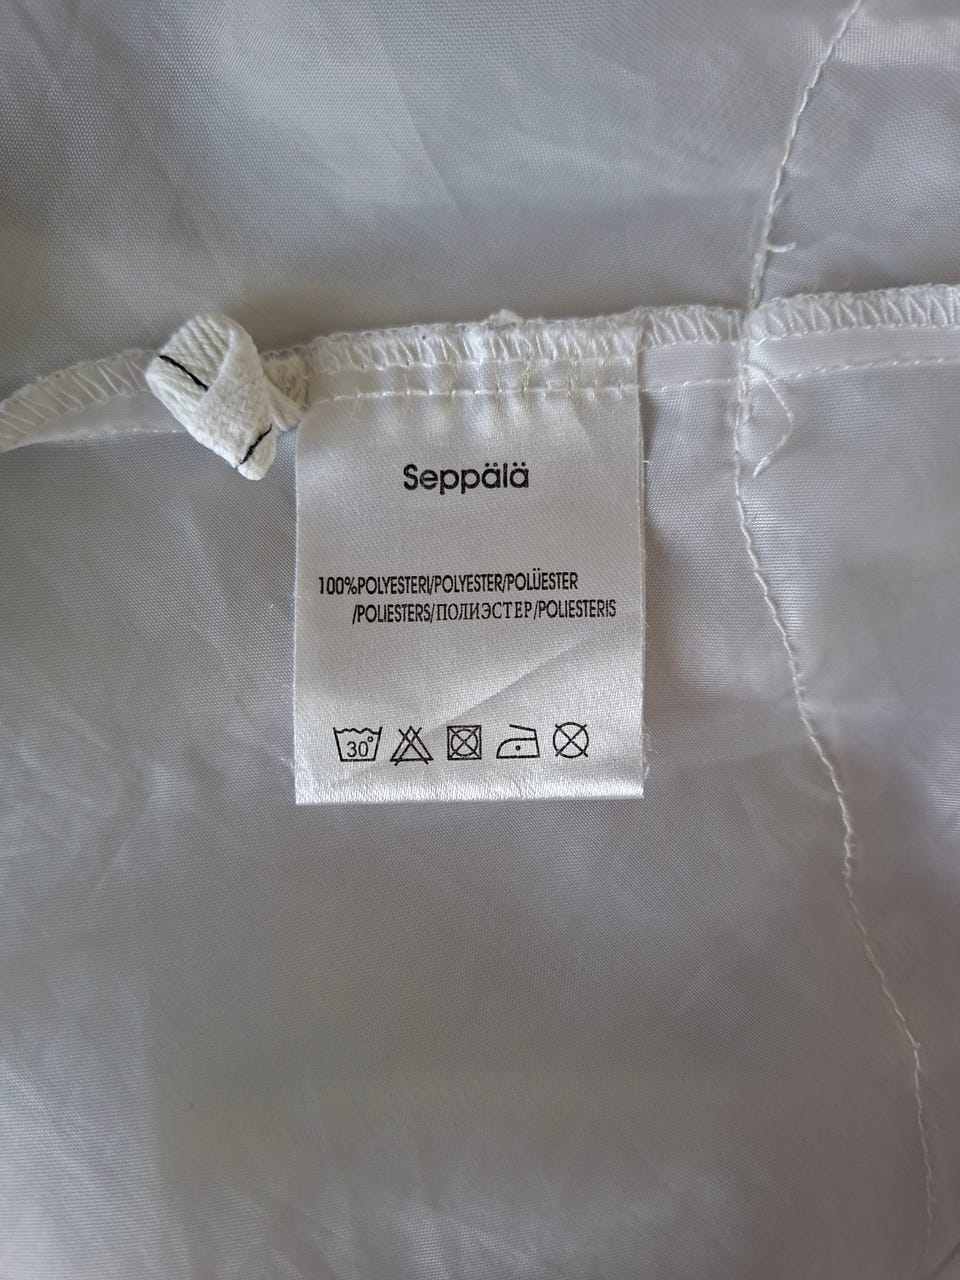 Seppälä
100%POLYESTERI/POLYESTER/POLÜESTER
/POLIESTERS/ПОЛИЭСТЕР/POLIESTERIS
30°